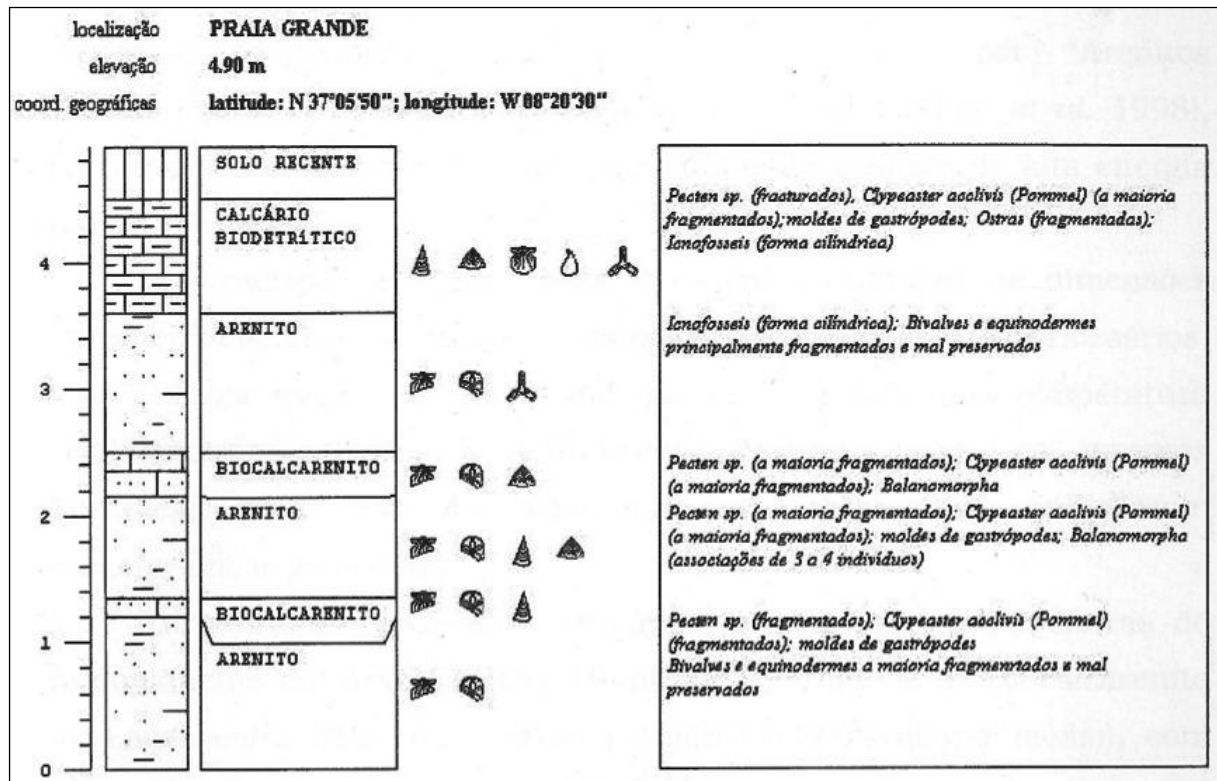 localização PRAIA GRANDE
elevação 4.90 m
coord. geográficas latitude: N 37°05'50"; longitude: W 08°20'30"
SOLO RECENTE
CALCÁRIO
BIODETRÍTICO
Pecten sp. (fracturados), Clypeaster acclivis (Pommel) (a maioria
fragmentados); moldes de gastrópodes; Ostras (fragmentadas);
Icnofosseis (forma cilíndrica)
4
ARENITO
Icnofosseis (forma cilíndrica); Bivalves e equinodermes
principalmente fragmentados e mal preservados
3
BIOCALCARENITO
Pecten sp. (a maioria fragmentados); Clypeaster acclivis (Pommel)
(a maioria fragmentados); Balanomorpha
2
ARENITO
Pecten sp. (a maioria fragmentados); Clypeaster acclivis (Pommel)
(a maioria fragmentados); moldes de gastrópodes; Balanomorpha
(associações de 3 a 4 indivíduos)
BIOCALCARENITO
Pecten sp. (fragmentados); Clypeaster acclivis (Pommel)
(fragmentados); moldes de gastrópodes
1
ARENITO
Bivalves e equinodermes a maioria fragmenrtados e mal
preservados
0